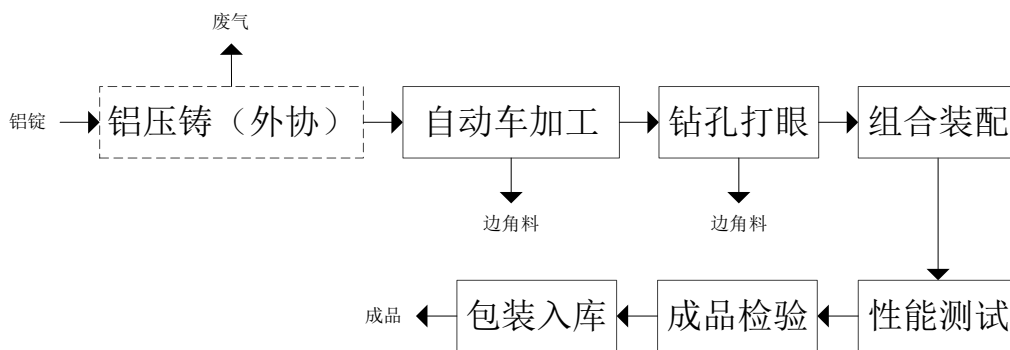 废气
铝锭
铝压铸（外协）
自动车加工
钻孔打眼
组合装配
边角料
边角料
成品
包装入库
成品检验
性能测试